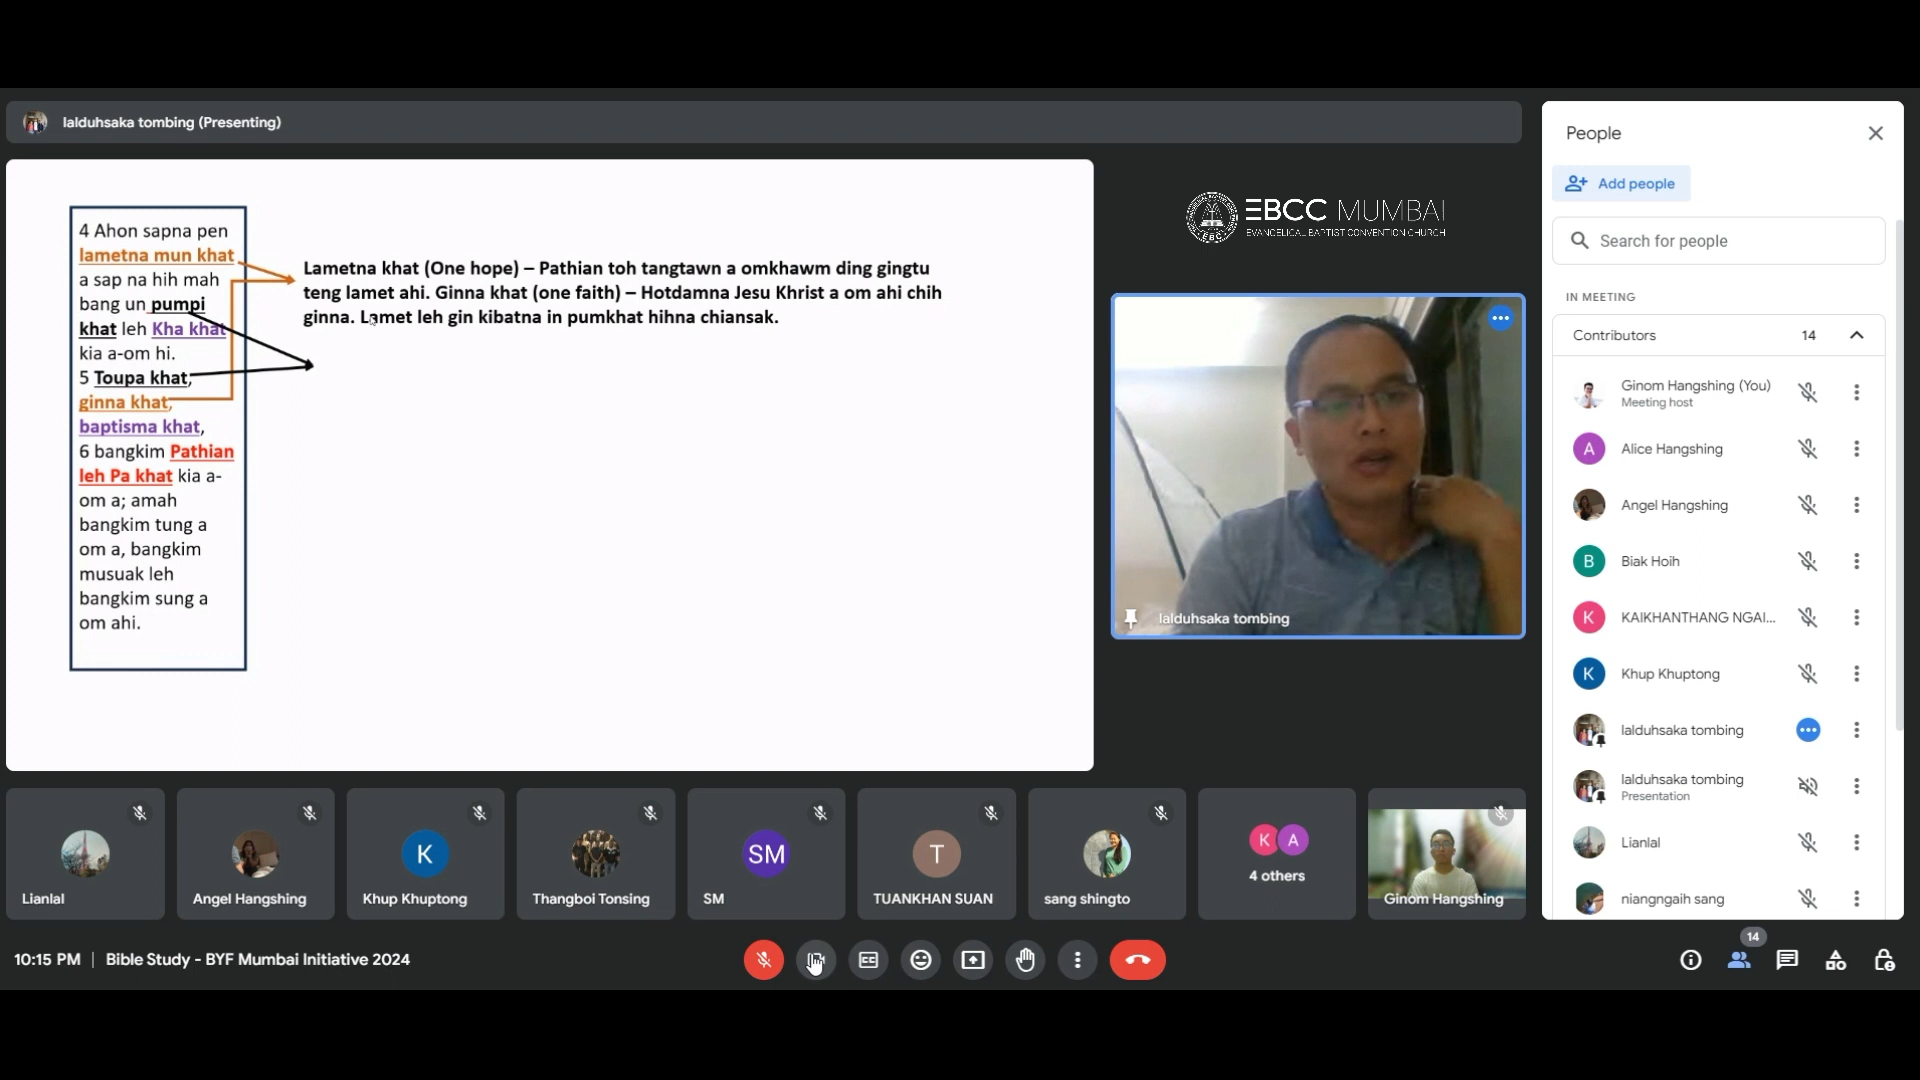 lalduhsaka tombing (Presenting)
4 Ahon sapna pen
lametna mun khat
a sap na hih mah
bang un pumpi
khat leh Kha khat
kia a-om hi.
5 Toupa khat,
ginna khat,
baptisma khat,
6 bangkim Pathian
leh Pa khat kia a-
om a; amah
bangkim tung a
om a, bangkim
musuak leh
bangkim sung a
om ahi.
Lametna khat (One hope) – Pathian toh tangtawn a omkhawm ding gingtu
teng lamet ahi. Ginna khat (one faith) – Hotdamna Jesu Khrist a om ahi chih
ginna. Lamet leh gin kibatna in pumkhat hihna chiansak.
EBCC MUMBAI
EVANGELICAL BAPTIST CONVENTION CHURCH
EBC
lalduhsaka tombing
Lianlal
Angel Hangshing
K
Khup Khuptong
Thangboi Tonsing
SM
SM
T
TUANKHAN SUAN
sang shingto
K A
4 others
Ginom Hangshing
10:15 PM | Bible Study - BYF Mumbai Initiative 2024
CC
14
People
Add people
Search for people
IN MEETING
Contributors 14
Ginom Hangshing (You)
Meeting host
A Alice Hangshing
Angel Hangshing
B Biak Hoih
K KAIKHANTHANG NGAI...
K Khup Khuptong
lalduhsaka tombing
lalduhsaka tombing
Presentation
Lianlal
niangngaih sang